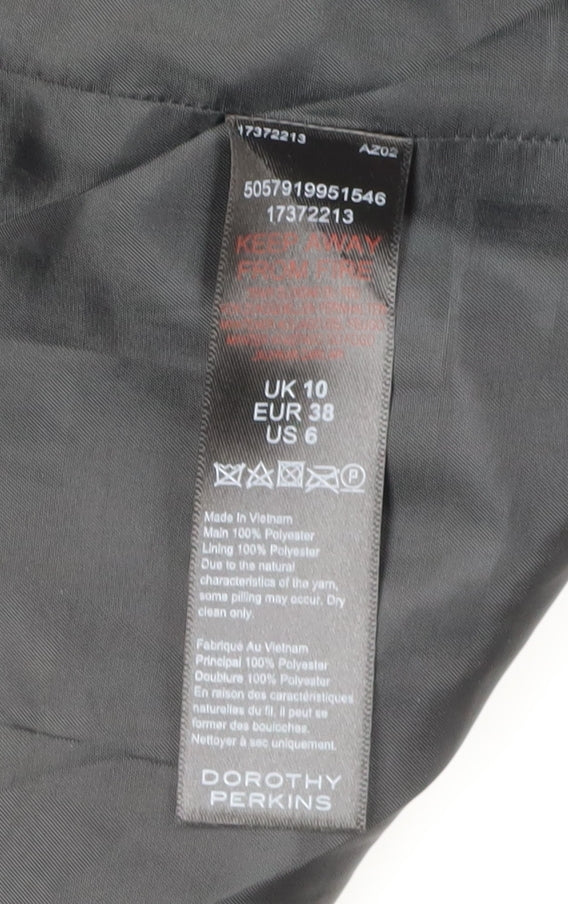 17372213 AZ02
5057919951546
17372213
KEEP AWAY
FROM FIRE
UK 10
EUR 38
US 6
Made In Vietnam
Main 100% Polyester
Lining 100% Polyester
Due to the natural
characteristics of the yarn,
some pilling may occur. Dry
clean only.
Fabrique Au Vietnam
Principal 100% Polyester
Doublure 100% Polyester
En raison des caractéristiques
naturelles du fil, il peut se
former des bouloches.
Nettoyer à sec uniquement.
DOROTHY
PERKINS